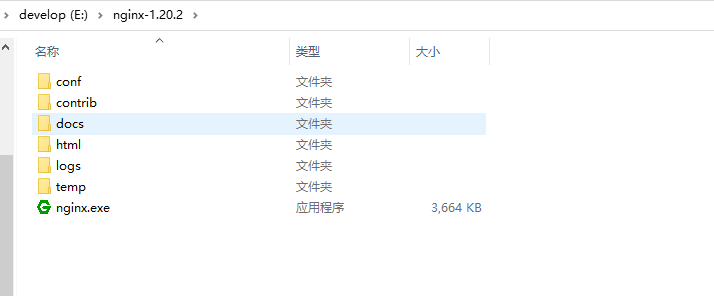 develop (E:) > nginx-1.20.2 >
名称 类型 大小
conf 文件夹
contrib 文件夹
docs 文件夹
html 文件夹
logs 文件夹
temp 文件夹
nginx.exe 应用程序 3,664 KB